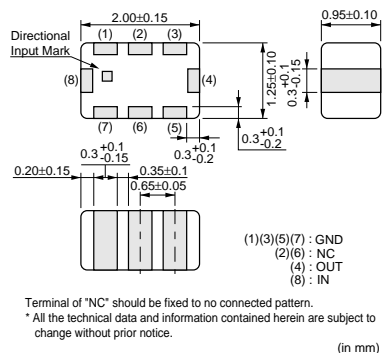 2.00±0.15
0.95±0.10
Directional
Input Mark
(1) (2) (3)
(8) (4)
(7) (6) (5)
1.25±0.10
0.3+0.1-0.15
0.3+0.1-0.2
0.3+0.1-0.2
0.3+0.1-0.15
0.20±0.15
0.35±0.1
0.65±0.05
(1)(3)(5)(7) : GND
(2)(6) : NC
(4) : OUT
(8) : IN
Terminal of "NC" should be fixed to no connected pattern.
* All the technical data and information contained herein are subject to
change without prior notice.
(in mm)